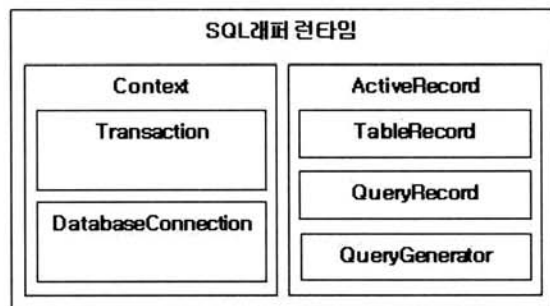 SQL래퍼 런타임
Context
Transaction
DatabaseConnection
ActiveRecord
TableRecord
QueryRecord
QueryGenerator